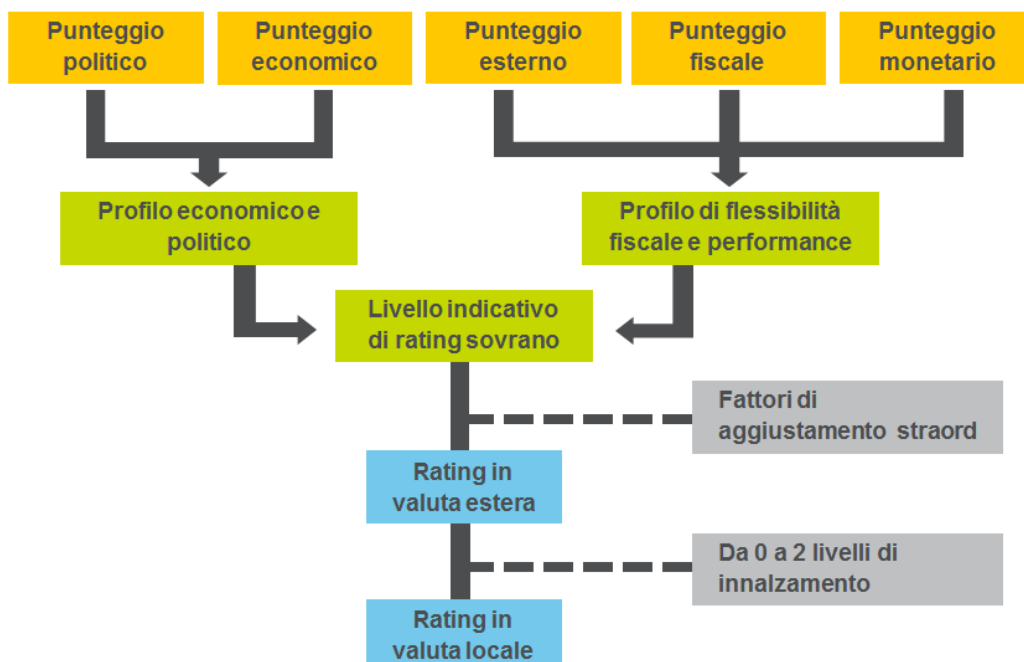 Punteggio
politico
Punteggio
economico
Punteggio
esterno
Punteggio
fiscale
Punteggio
monetario
Profilo economico e
politico
Profilo di flessibilità
fiscale e performance
Livello indicativo
di rating sovrano
Fattori di
aggiustamento straord
Rating in
valuta estera
Da 0 a 2 livelli di
innalzamento
Rating in
valuta locale